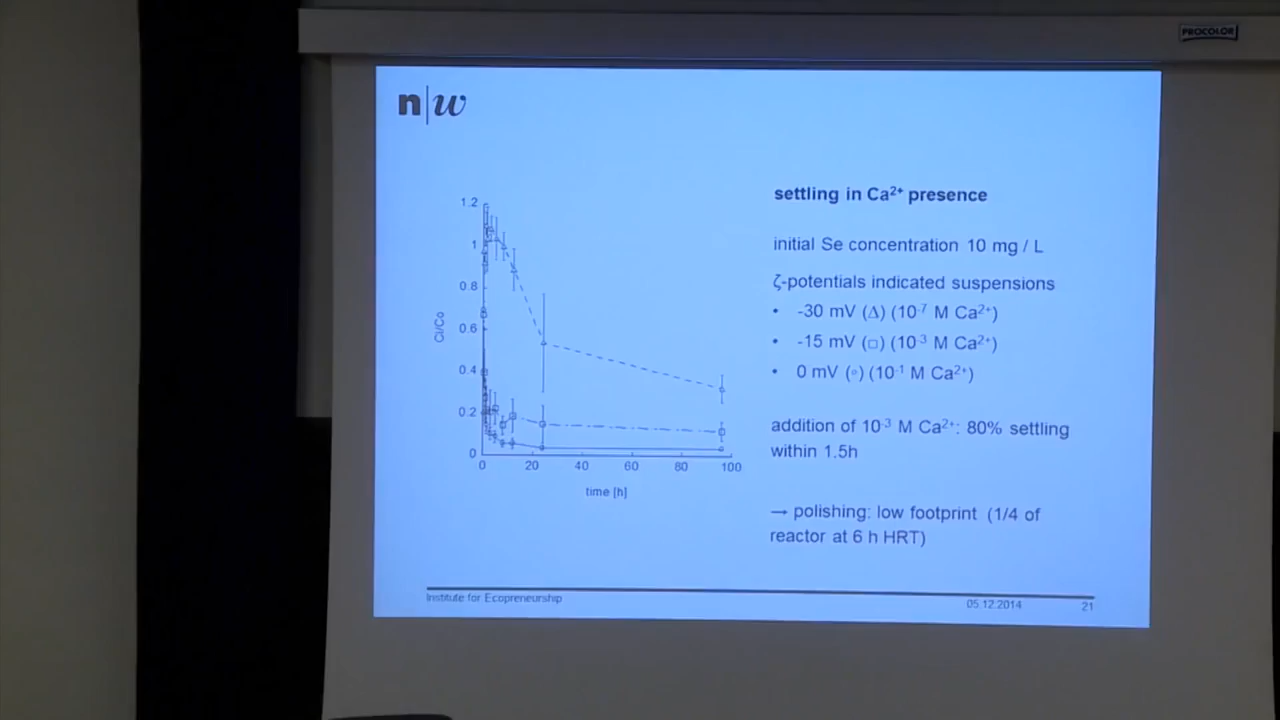 PROCOLOR
n|w
settling in Ca²⁺ presence
initial Se concentration 10 mg / L
ζ-potentials indicated suspensions
• -30 mV (Δ) (10⁻⁷ M Ca²⁺)
• -15 mV (□) (10⁻³ M Ca²⁺)
• 0 mV (○) (10⁻¹ M Ca²⁺)
addition of 10⁻³ M Ca²⁺: 80% settling
within 1.5h
→ polishing: low footprint (1/4 of
reactor at 6 h HRT)
1.2
1
0.8
0.6
0.4
0.2
0
Ci/Co
0 20 40 60 80 100
time [h]
Institute for Ecopreneurship
05.12.2014
21